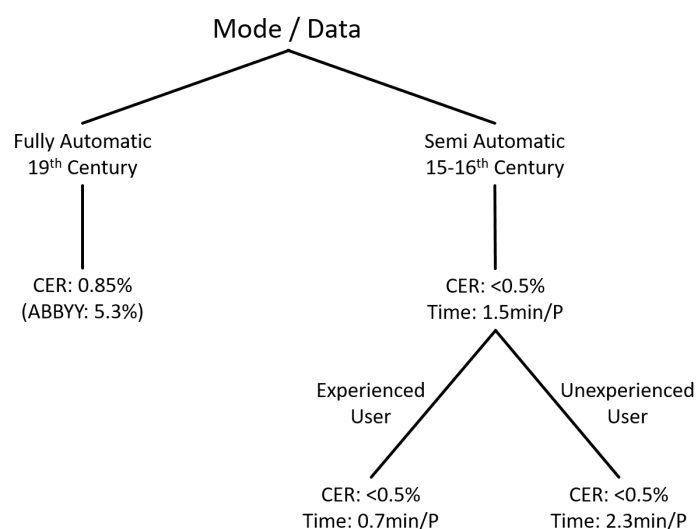 Mode / Data
Fully Automatic
19th Century
Semi Automatic
15-16th Century
CER: 0.85%
(ABBYY: 5.3%)
CER: <0.5%
Time: 1.5min/P
Experienced
User
Unexperienced
User
CER: <0.5%
Time: 0.7min/P
CER: <0.5%
Time: 2.3min/P